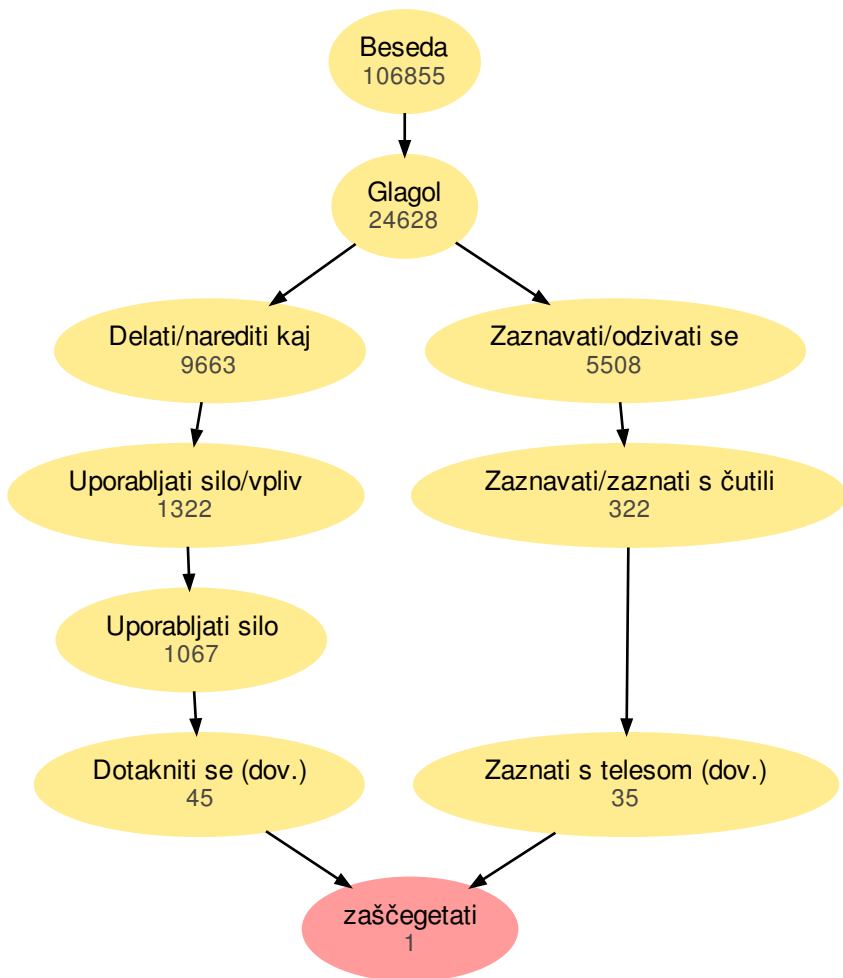 Beseda
106855
Glagol
24628
Delati/narediti kaj
9663
Zaznavati/odzivati se
5508
Uporabljati silo/vpliv
1322
Zaznavati/zaznati s čutili
322
Uporabljati silo
1067
Dotakniti se (dov.)
45
Zaznati s telesom (dov.)
35
zaščegetati
1